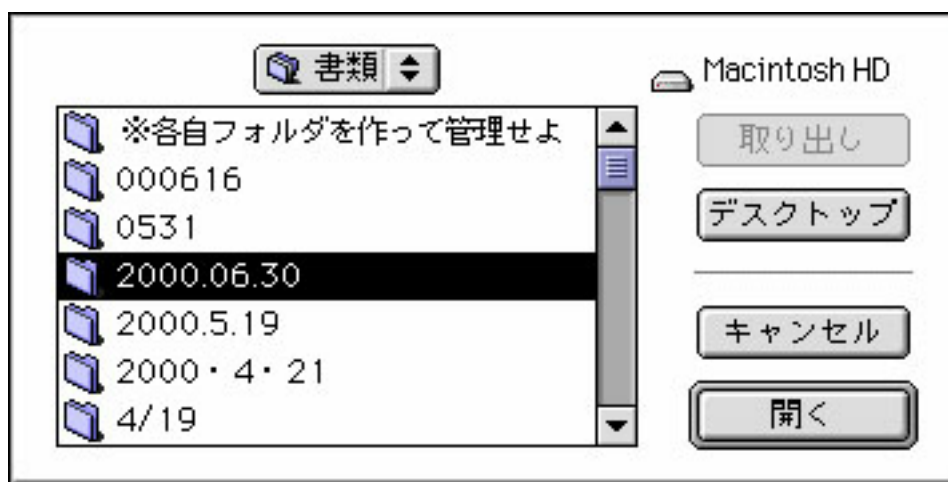 書類
Macintosh HD
※各自フォルダを作って管理せよ
000616
0531
2000.06.30
2000.5.19
2000・4・21
4/19
取り出し
デスクトップ
キャンセル
開く